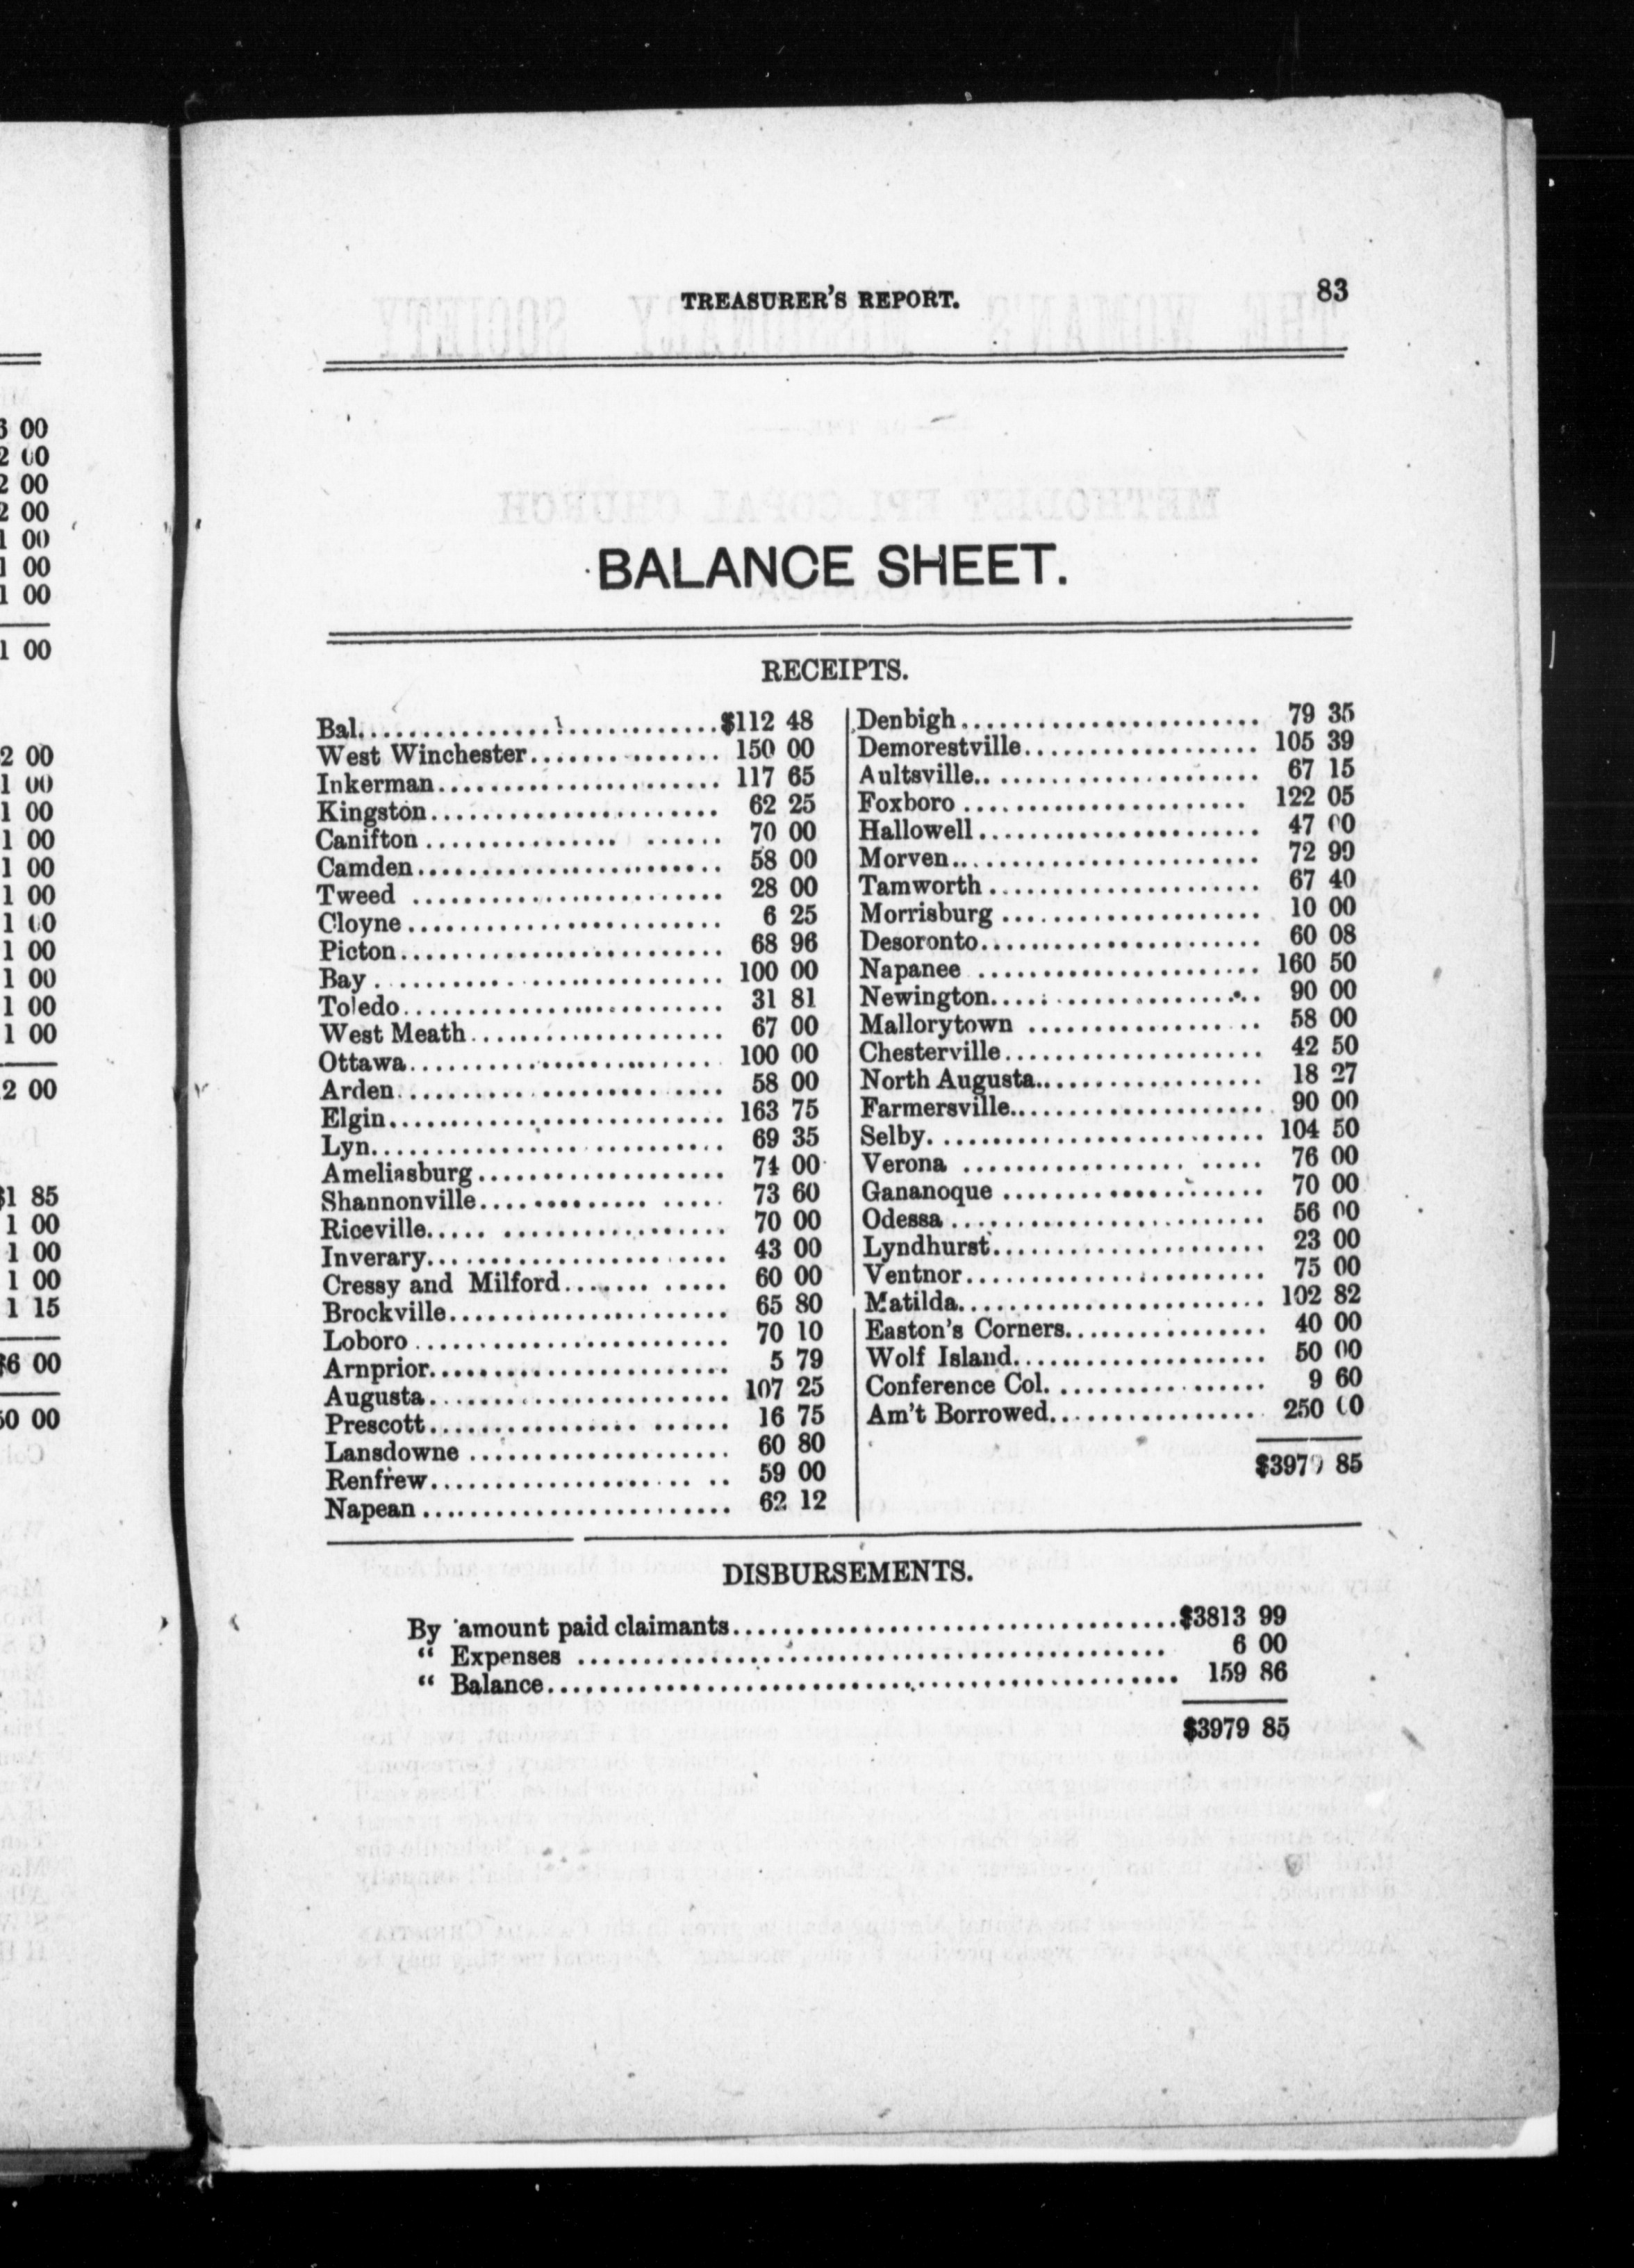 TREASURER'S REPORT. 83
BALANCE SHEET.
RECEIPTS.
Bal. $112 48
West Winchester 150 00
Inkerman 117 65
Kingston 62 25
Canifton 70 00
Camden 58 00
Tweed 28 00
Cloyne 6 25
Picton 68 96
Bay 100 00
Toledo 31 81
West Meath 67 00
Ottawa 100 00
Arden 58 00
Elgin 163 75
Lyn 69 35
Ameliasburg 74 00
Shannonville 73 60
Riceville 70 00
Inverary 43 00
Cressy and Milford 60 00
Brockville 65 80
Loboro 70 10
Arnprior 5 79
Augusta 107 25
Prescott 16 75
Lansdowne 60 80
Renfrew 59 00
Napean 62 12
Denbigh 79 35
Demorestville 105 39
Aultsville 67 15
Foxboro 122 05
Hallowell 47 00
Morven 72 99
Tamworth 67 40
Morrisburg 10 00
Desoronto 60 08
Napanee 160 50
Newington 90 00
Mallorytown 58 00
Chesterville 42 50
North Augusta 18 27
Farmersville 90 00
Selby 104 50
Verona 76 00
Gananoque 70 00
Odessa 56 00
Lyndhurst 23 00
Ventnor 75 00
Matilda 102 82
Easton's Corners 40 00
Wolf Island 50 00
Conference Col. 9 60
Am't Borrowed 250 00
$3979 85
DISBURSEMENTS.
By amount paid claimants $3813 99
“ Expenses 6 00
“ Balance 159 86
$3979 85